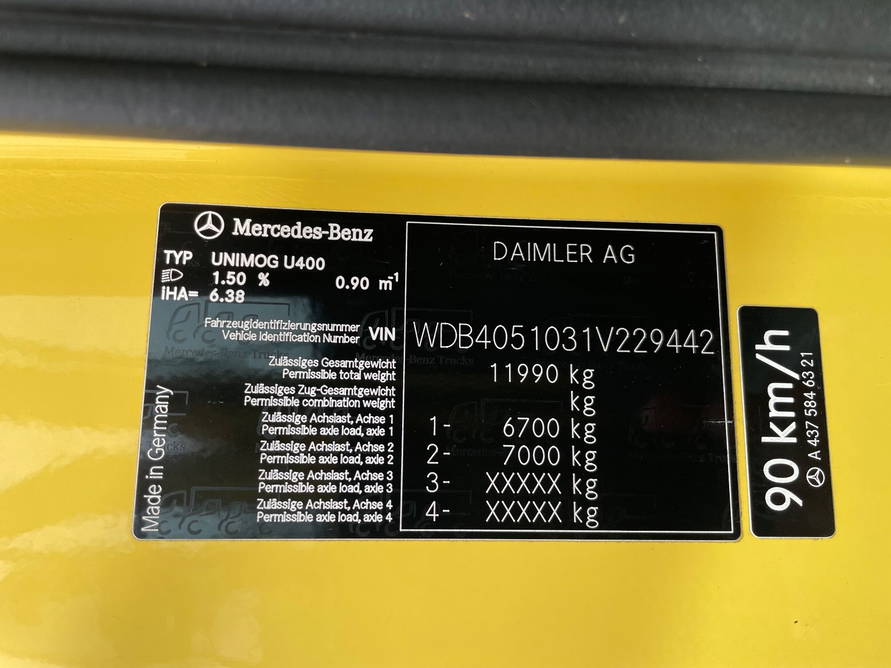 Mercedes-Benz
DAIMLER AG
TYP UNIMOG U400
1.50 % 0.90 m⁻¹
iHA= 6.38
Fahrzeugidentifizierungsnummer
Vehicle Identification Number VIN WDB4051031V229442
Zulässiges Gesamtgewicht
Permissible total weight 11990 kg
Zulässiges Zug-Gesamtgewicht
Permissible combination weight kg
Zulässige Achslast, Achse 1
Permissible axle load, axle 1 1- 6700 kg
Zulässige Achslast, Achse 2
Permissible axle load, axle 2 2- 7000 kg
Zulässige Achslast, Achse 3
Permissible axle load, axle 3 3- XXXXX kg
Zulässige Achslast, Achse 4
Permissible axle load, axle 4 4- XXXXX kg
Made in Germany
90 km/h
A 437 584 63 21